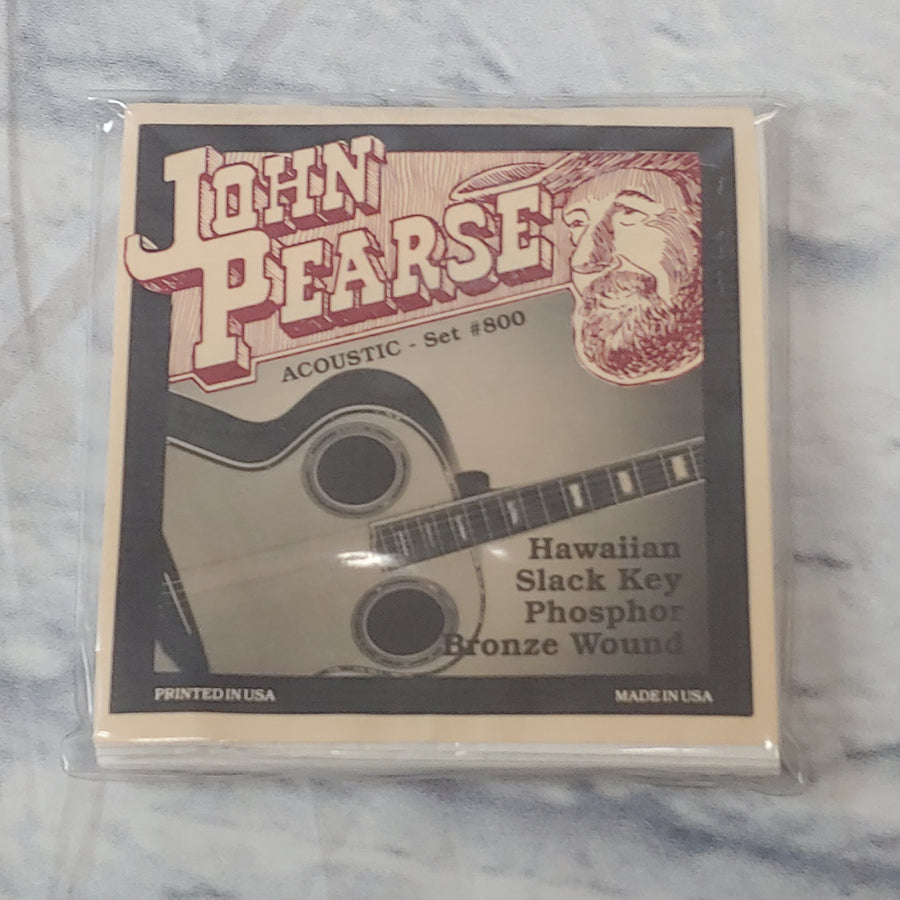 JOHN
PEARSE
ACOUSTIC - Set #800
Hawaiian
Slack Key
Phosphor
Bronze Wound
PRINTED IN USA
MADE IN USA